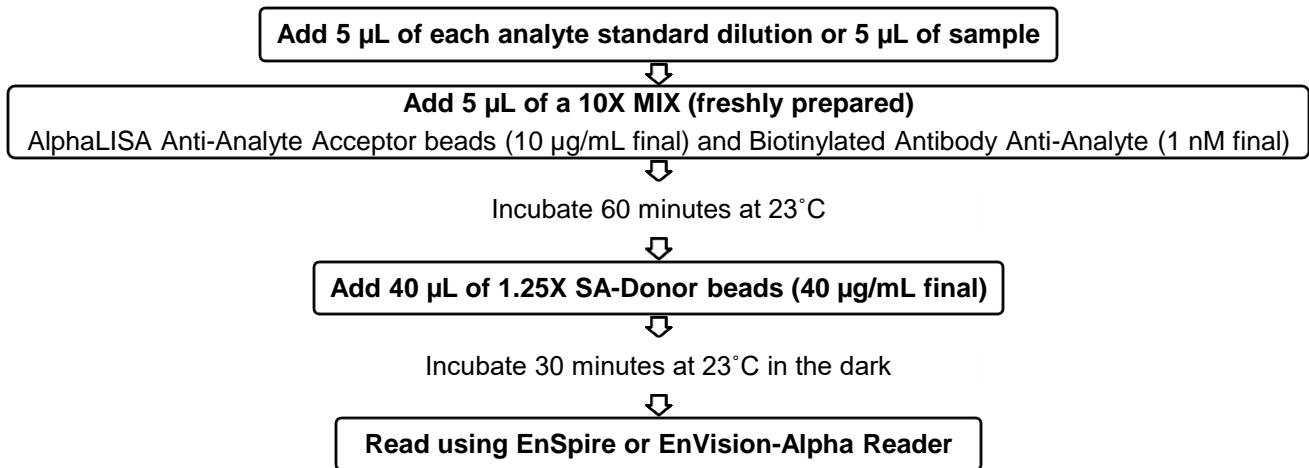 Add 5 µL of each analyte standard dilution or 5 µL of sample
Add 5 µL of a 10X MIX (freshly prepared)
AlphaLISA Anti-Analyte Acceptor beads (10 µg/mL final) and Biotinylated Antibody Anti-Analyte (1 nM final)
Incubate 60 minutes at 23˚C
Add 40 µL of 1.25X SA-Donor beads (40 µg/mL final)
Incubate 30 minutes at 23˚C in the dark
Read using EnSpire or EnVision-Alpha Reader